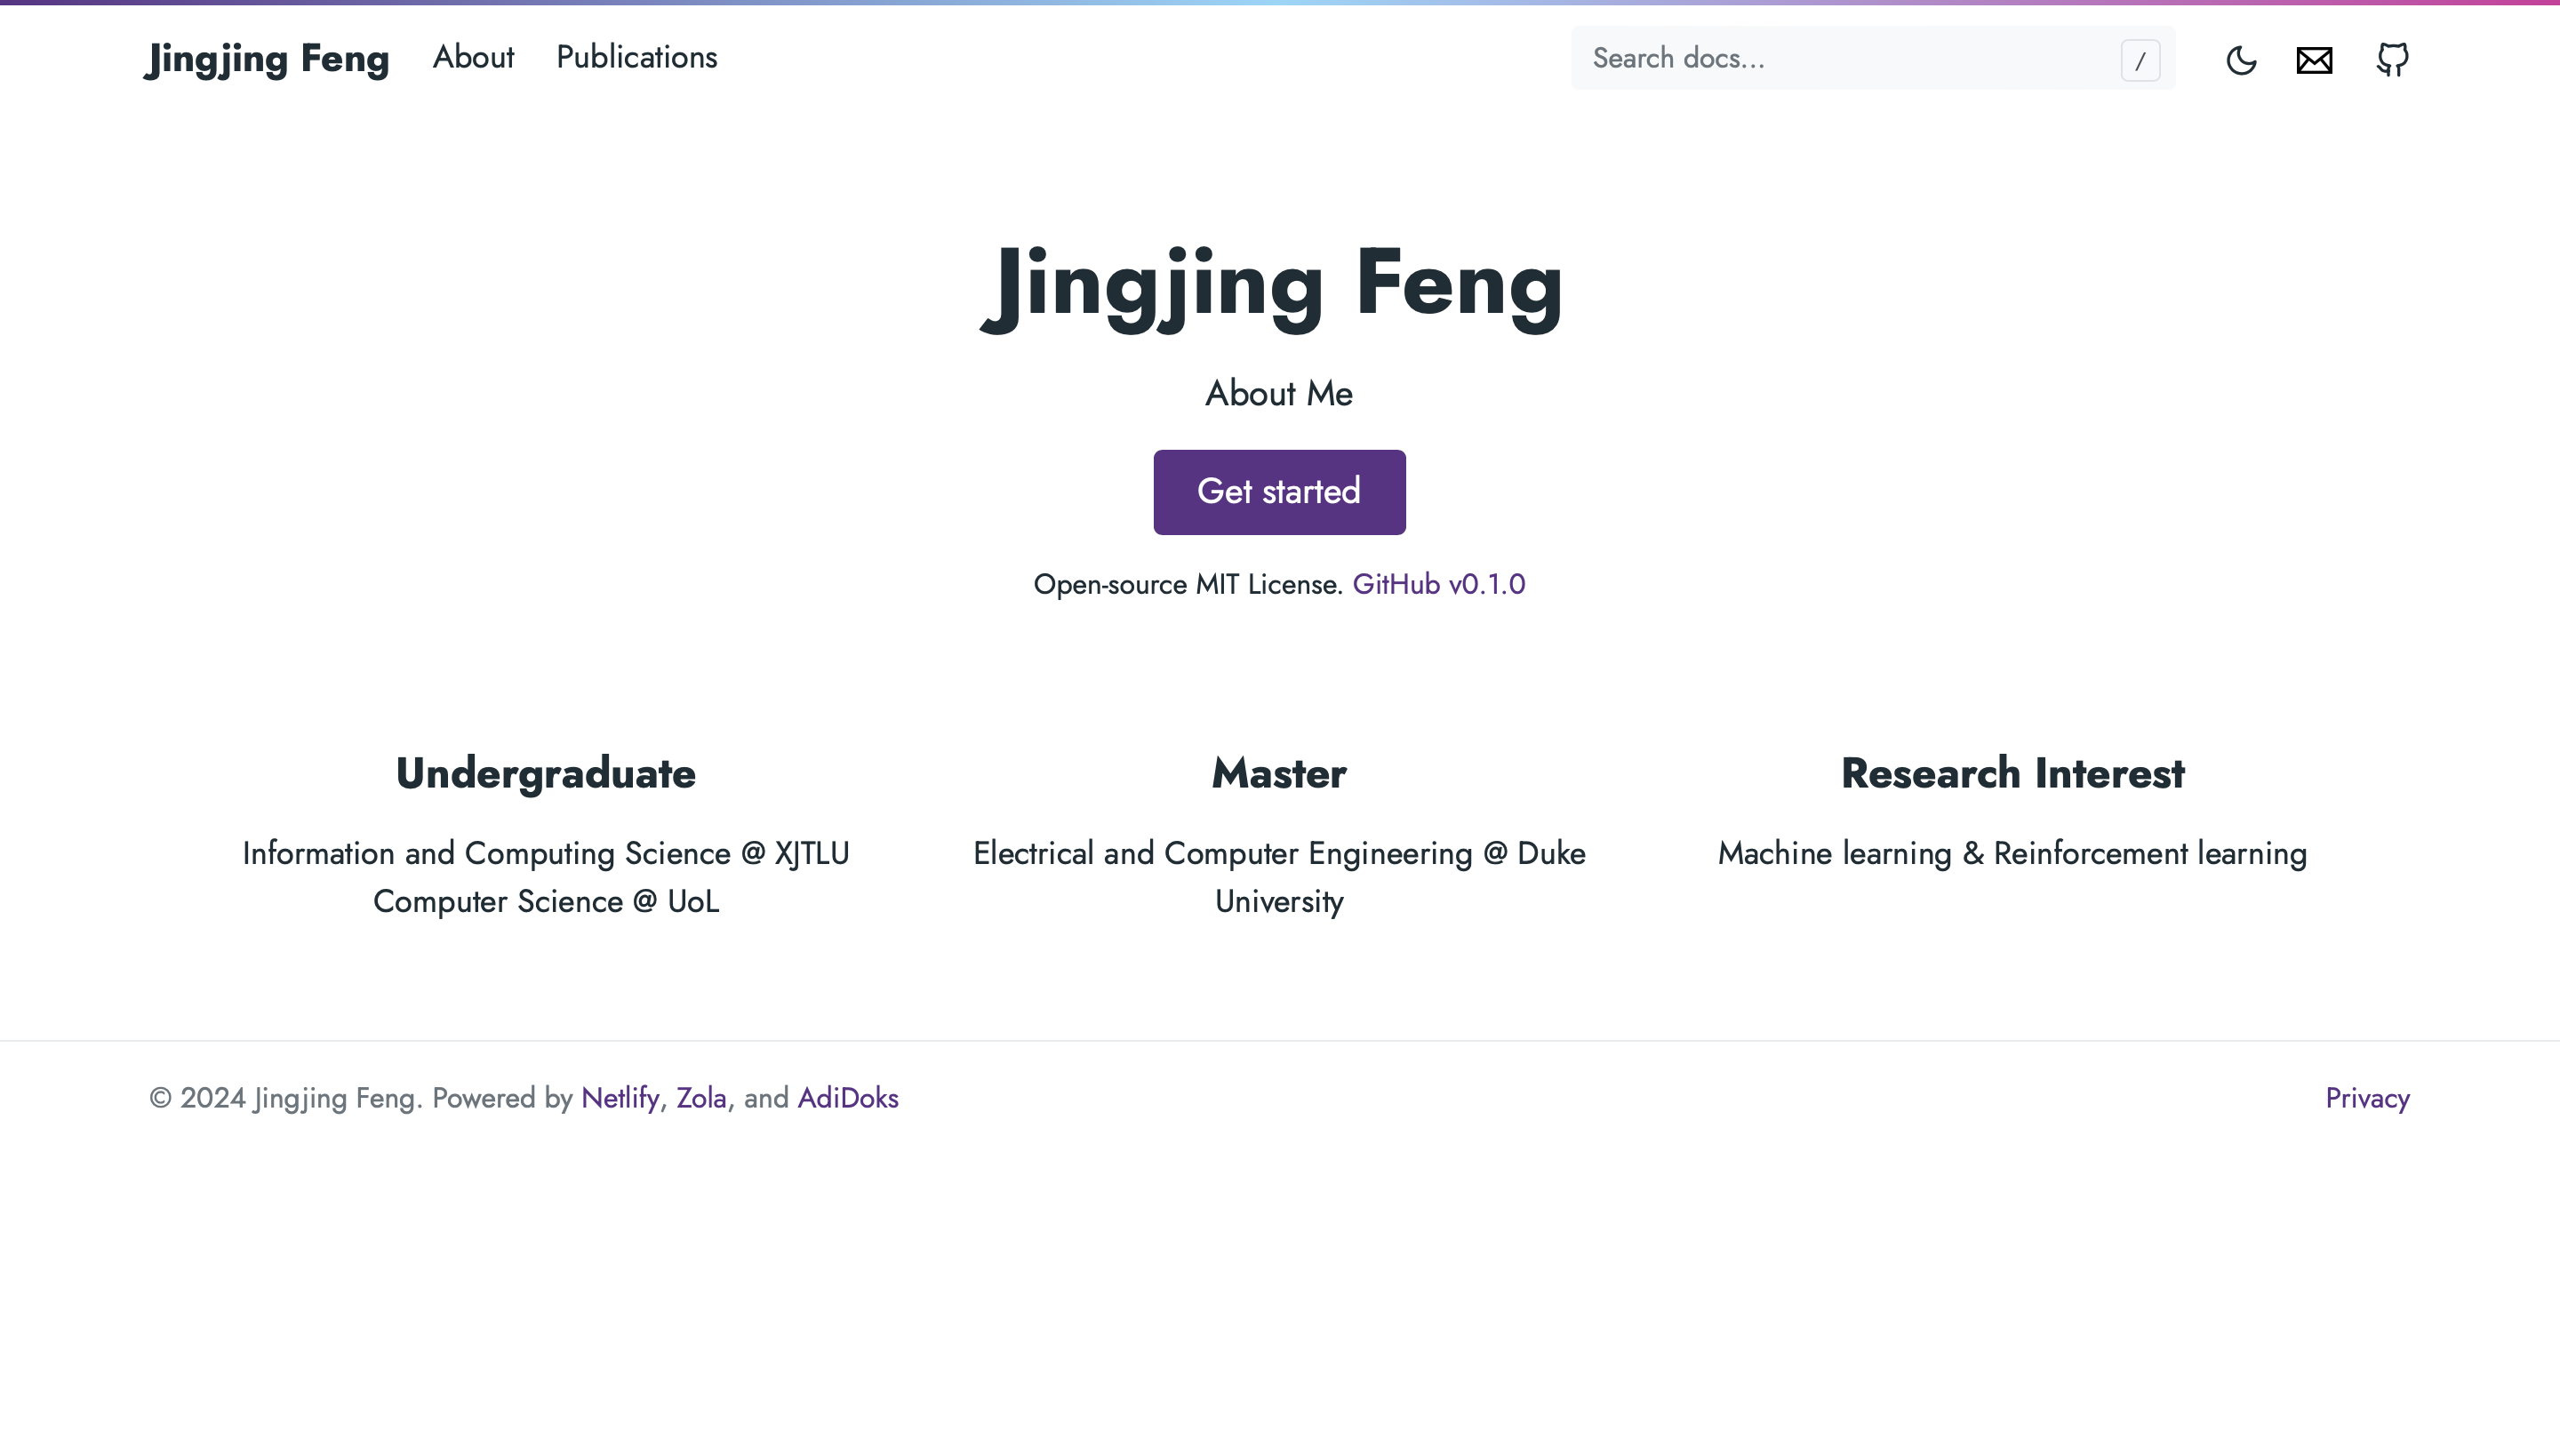 Jingjing Feng About Publications Search docs... /
Jingjing Feng
About Me
Get started
Open-source MIT License. GitHub v0.1.0
Undergraduate
Information and Computing Science @ XJTLU
Computer Science @ UoL
Master
Electrical and Computer Engineering @ Duke
University
Research Interest
Machine learning & Reinforcement learning
© 2024 Jingjing Feng. Powered by Netlify, Zola, and AdiDoks
Privacy